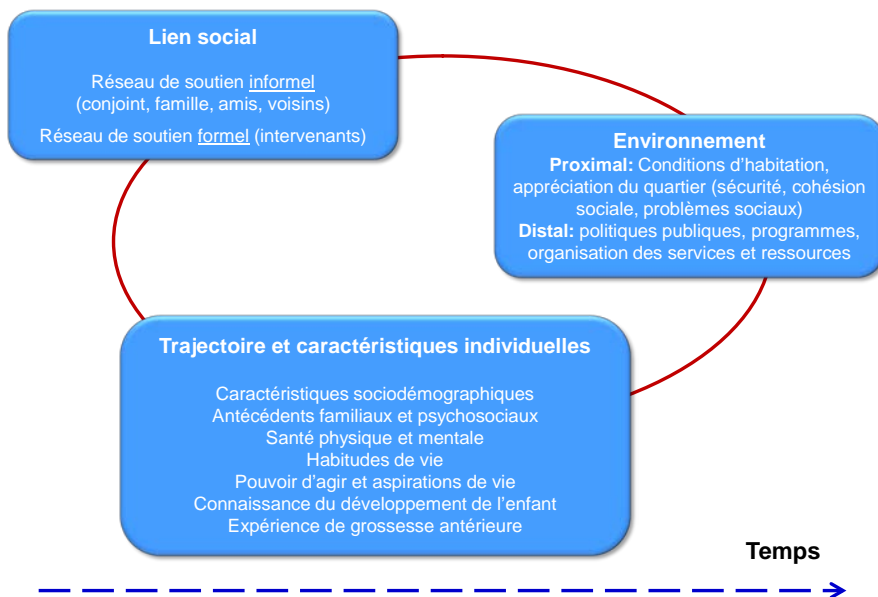 Lien social
Réseau de soutien informel
(conjoint, famille, amis, voisins)
Réseau de soutien formel (intervenants)
Environnement
Proximal: Conditions d'habitation,
appréciation du quartier (sécurité, cohésion
sociale, problèmes sociaux)
Distal: politiques publiques, programmes,
organisation des services et ressources
Trajectoire et caractéristiques individuelles
Caractéristiques sociodémographiques
Antécédents familiaux et psychosociaux
Santé physique et mentale
Habitudes de vie
Pouvoir d'agir et aspirations de vie
Connaissance du développement de l'enfant
Expérience de grossesse antérieure
Temps